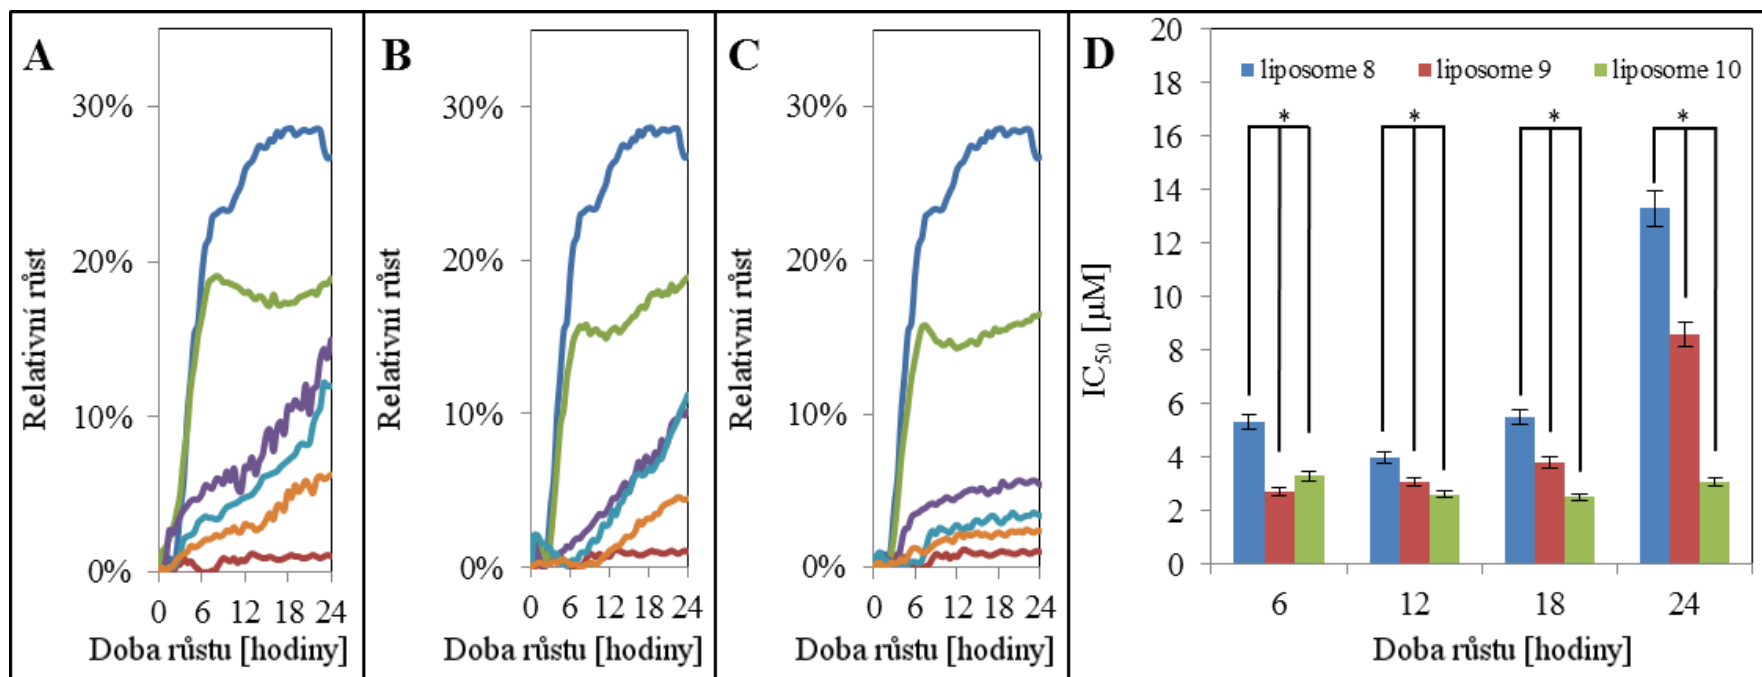 A
Relativní růst
30%
20%
10%
0%
0 6 12 18 24
Doba růstu [hodiny]
B
Relativní růst
30%
20%
10%
0%
0 6 12 18 24
Doba růstu [hodiny]
C
Relativní růst
30%
20%
10%
0%
0 6 12 18 24
Doba růstu [hodiny]
D
IC50 [µM]
20
18
16
14
12
10
8
6
4
2
0
liposome 8 liposome 9 liposome 10
* * * *
6 12 18 24
Doba růstu [hodiny]